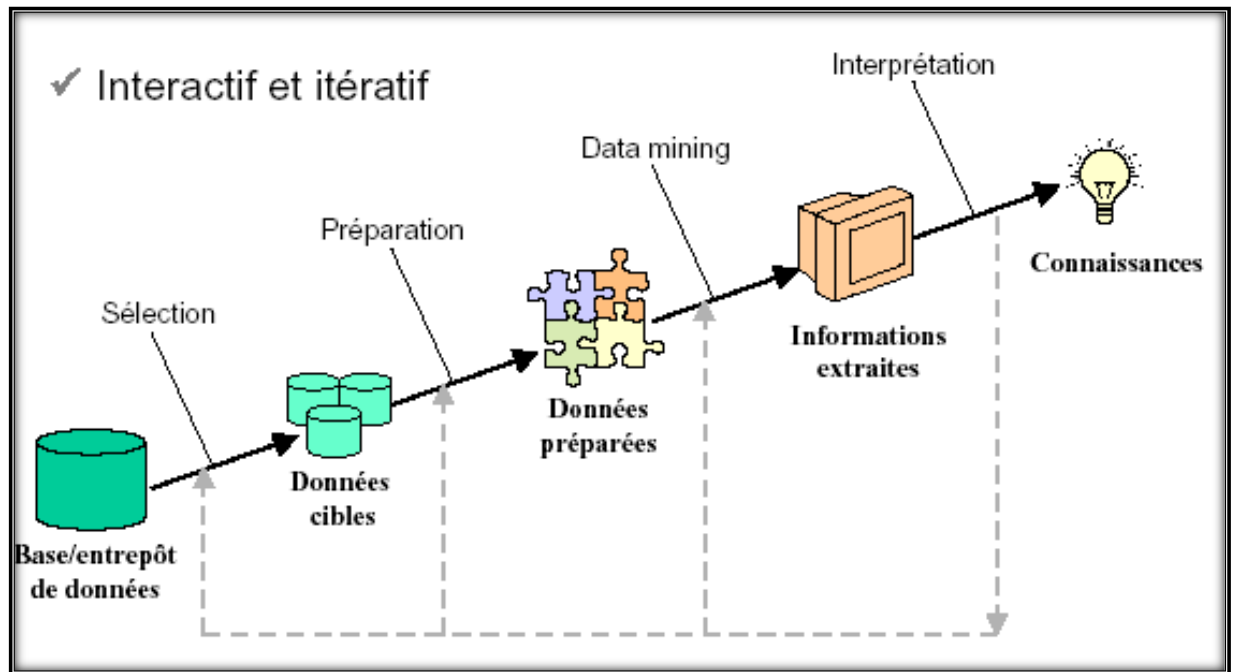 ✓ Interactif et itératif
Interprétation
Data mining
Préparation
Sélection
Connaissances
Informations
extraites
Données
préparées
Données
cibles
Base/entrepôt
de données